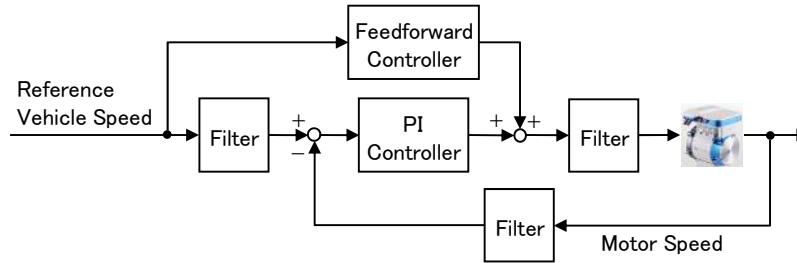 Feedforward
Controller
Reference
Vehicle Speed
Filter
+
−
PI
Controller
+
+
Filter
Filter
Motor Speed